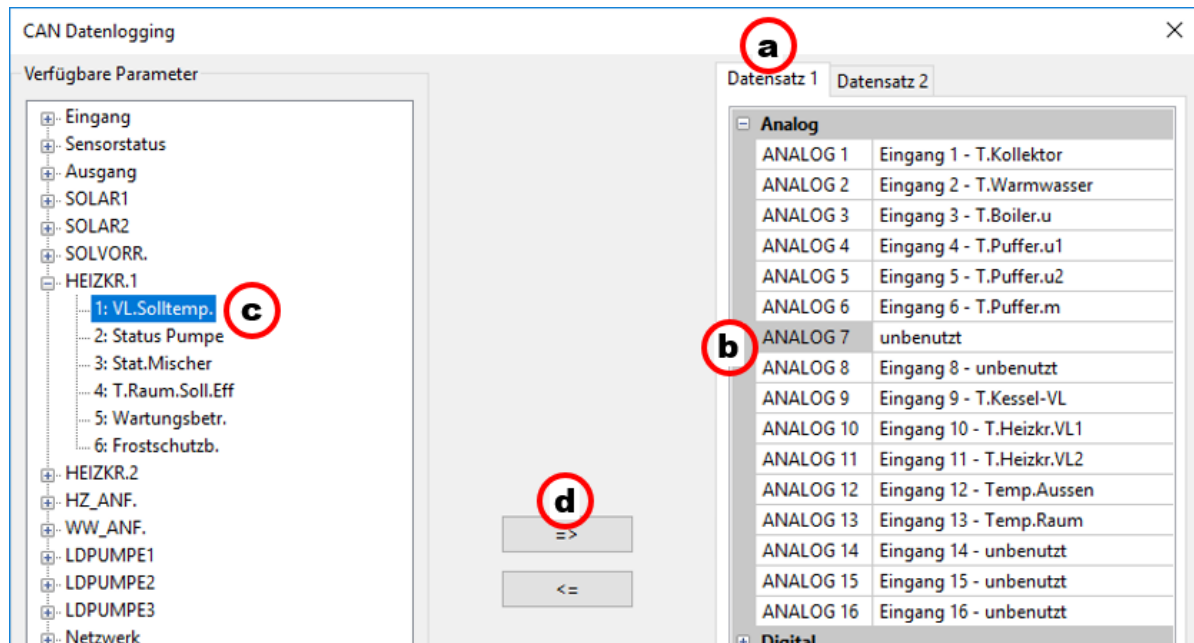 CAN Datenlogging
Verfügbare Parameter
Eingang
Sensorstatus
Ausgang
SOLAR1
SOLAR2
SOLVORR.
HEIZKR.1
1: VL.Solltemp.
c
2: Status Pumpe
3: Stat.Mischer
4: T.Raum.Soll.Eff
5: Wartungsbetr.
6: Frostschutzb.
HEIZKR.2
HZ_ANF.
WW_ANF.
LDPUMPE1
LDPUMPE2
LDPUMPE3
Netzwerk
d
=>
<=
a
Datensatz 1 Datensatz 2
Analog
ANALOG 1 Eingang 1 - T.Kollektor
ANALOG 2 Eingang 2 - T.Warmwasser
ANALOG 3 Eingang 3 - T.Boiler.u
ANALOG 4 Eingang 4 - T.Puffer.u1
ANALOG 5 Eingang 5 - T.Puffer.u2
ANALOG 6 Eingang 6 - T.Puffer.m
b
ANALOG 7 unbenutzt
ANALOG 8 Eingang 8 - unbenutzt
ANALOG 9 Eingang 9 - T.Kessel-VL
ANALOG 10 Eingang 10 - T.Heizkr.VL1
ANALOG 11 Eingang 11 - T.Heizkr.VL2
ANALOG 12 Eingang 12 - Temp.Aussen
ANALOG 13 Eingang 13 - Temp.Raum
ANALOG 14 Eingang 14 - unbenutzt
ANALOG 15 Eingang 15 - unbenutzt
ANALOG 16 Eingang 16 - unbenutzt
Digital